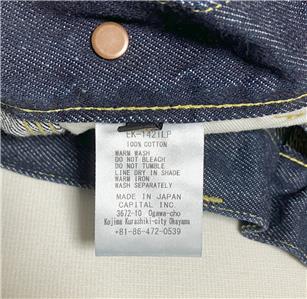 EK-1421LP
100% COTTON
WARM WASH
DO NOT BLEACH
DO NOT TUMBLE
LINE DRY IN SHADE
WARM IRON
WASH SEPARATELY
MADE IN JAPAN
CAPITAL INC.
3672-10 Ogawa-cho
Kojima Kurashiki-city Okayama
+81-86-472-0539